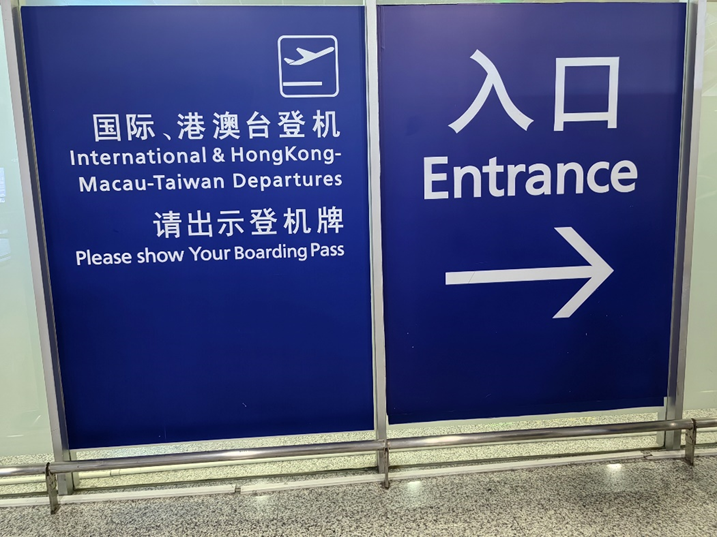 国际、港澳台登机
International & HongKong-
Macau-Taiwan Departures
请出示登机牌
Please show Your Boarding Pass
入口
Entrance